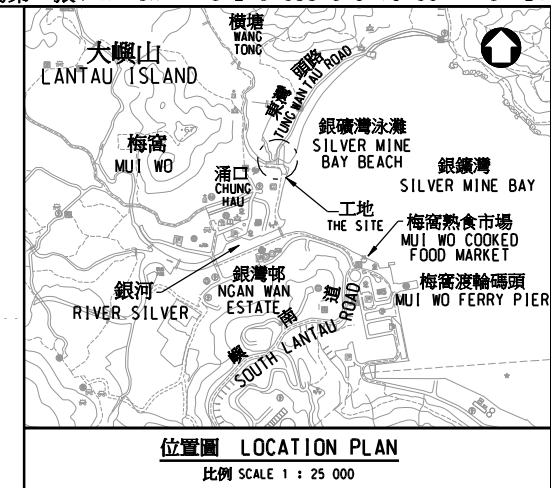 橫塘
WANG
TONG
大嶼山
LANTAU ISLAND
東灣頭路
TUNG WAN TAU ROAD
銀礦灣泳灘
SILVER MINE
BAY BEACH
梅窩
MUI WO
銀鑛灣
SILVER MINE BAY
涌口
CHUNG
HAU
工地
THE SITE
梅窩熟食市場
MUI WO COOKED
FOOD MARKET
銀河
RIVER SILVER
銀灣邨
NGAN WAN
ESTATE
梅窩渡輪碼頭
MUI WO FERRY PIER
嶼南道
SOUTH LANTAU ROAD
位置圖 LOCATION PLAN
比例 SCALE 1 : 25 000